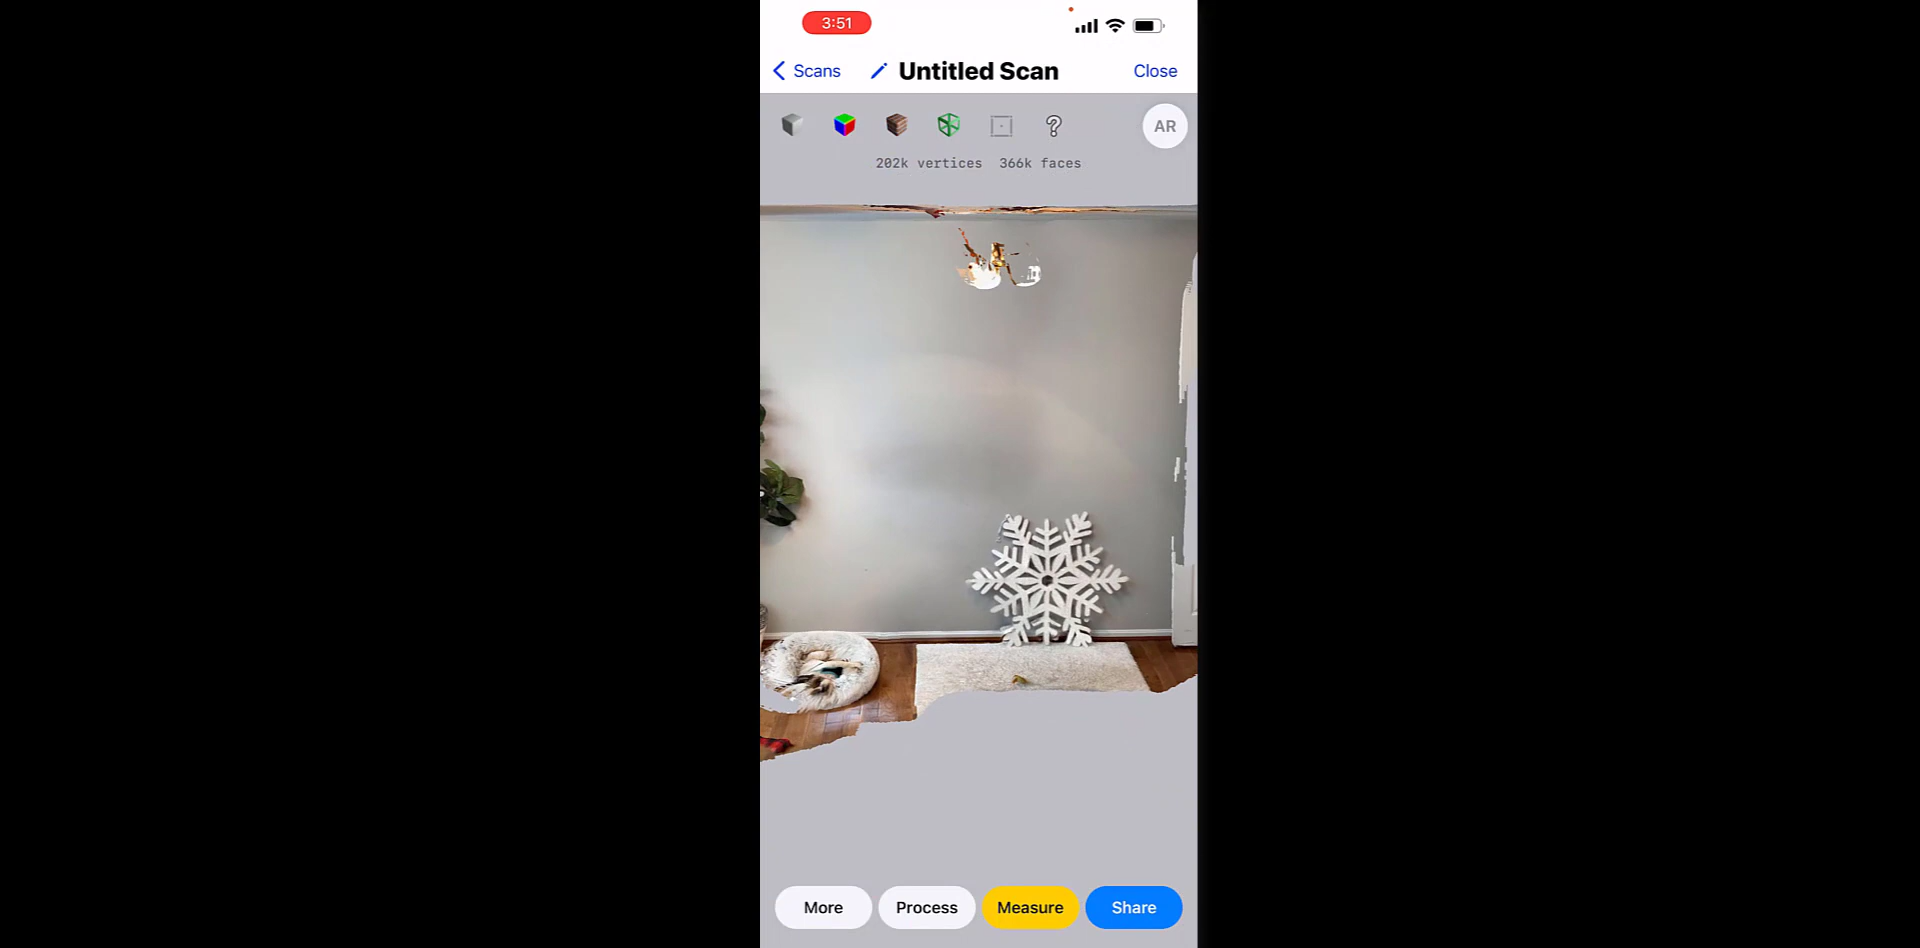 3:51
Scans Untitled Scan Close
? AR
202k vertices 366k faces
More Process Measure Share